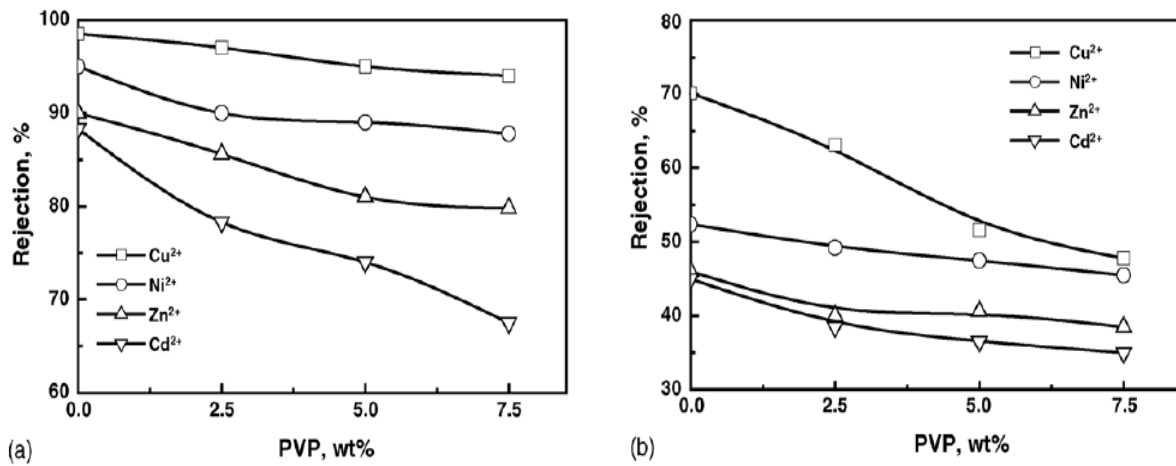 100
90
80
70
60
Rejection, %
Cu²⁺
Ni²⁺
Zn²⁺
Cd²⁺
0.0 2.5 5.0 7.5
PVP, wt%
(a)
80
70
60
50
40
30
Rejection, %
Cu²⁺
Ni²⁺
Zn²⁺
Cd²⁺
0.0 2.5 5.0 7.5
PVP, wt%
(b)